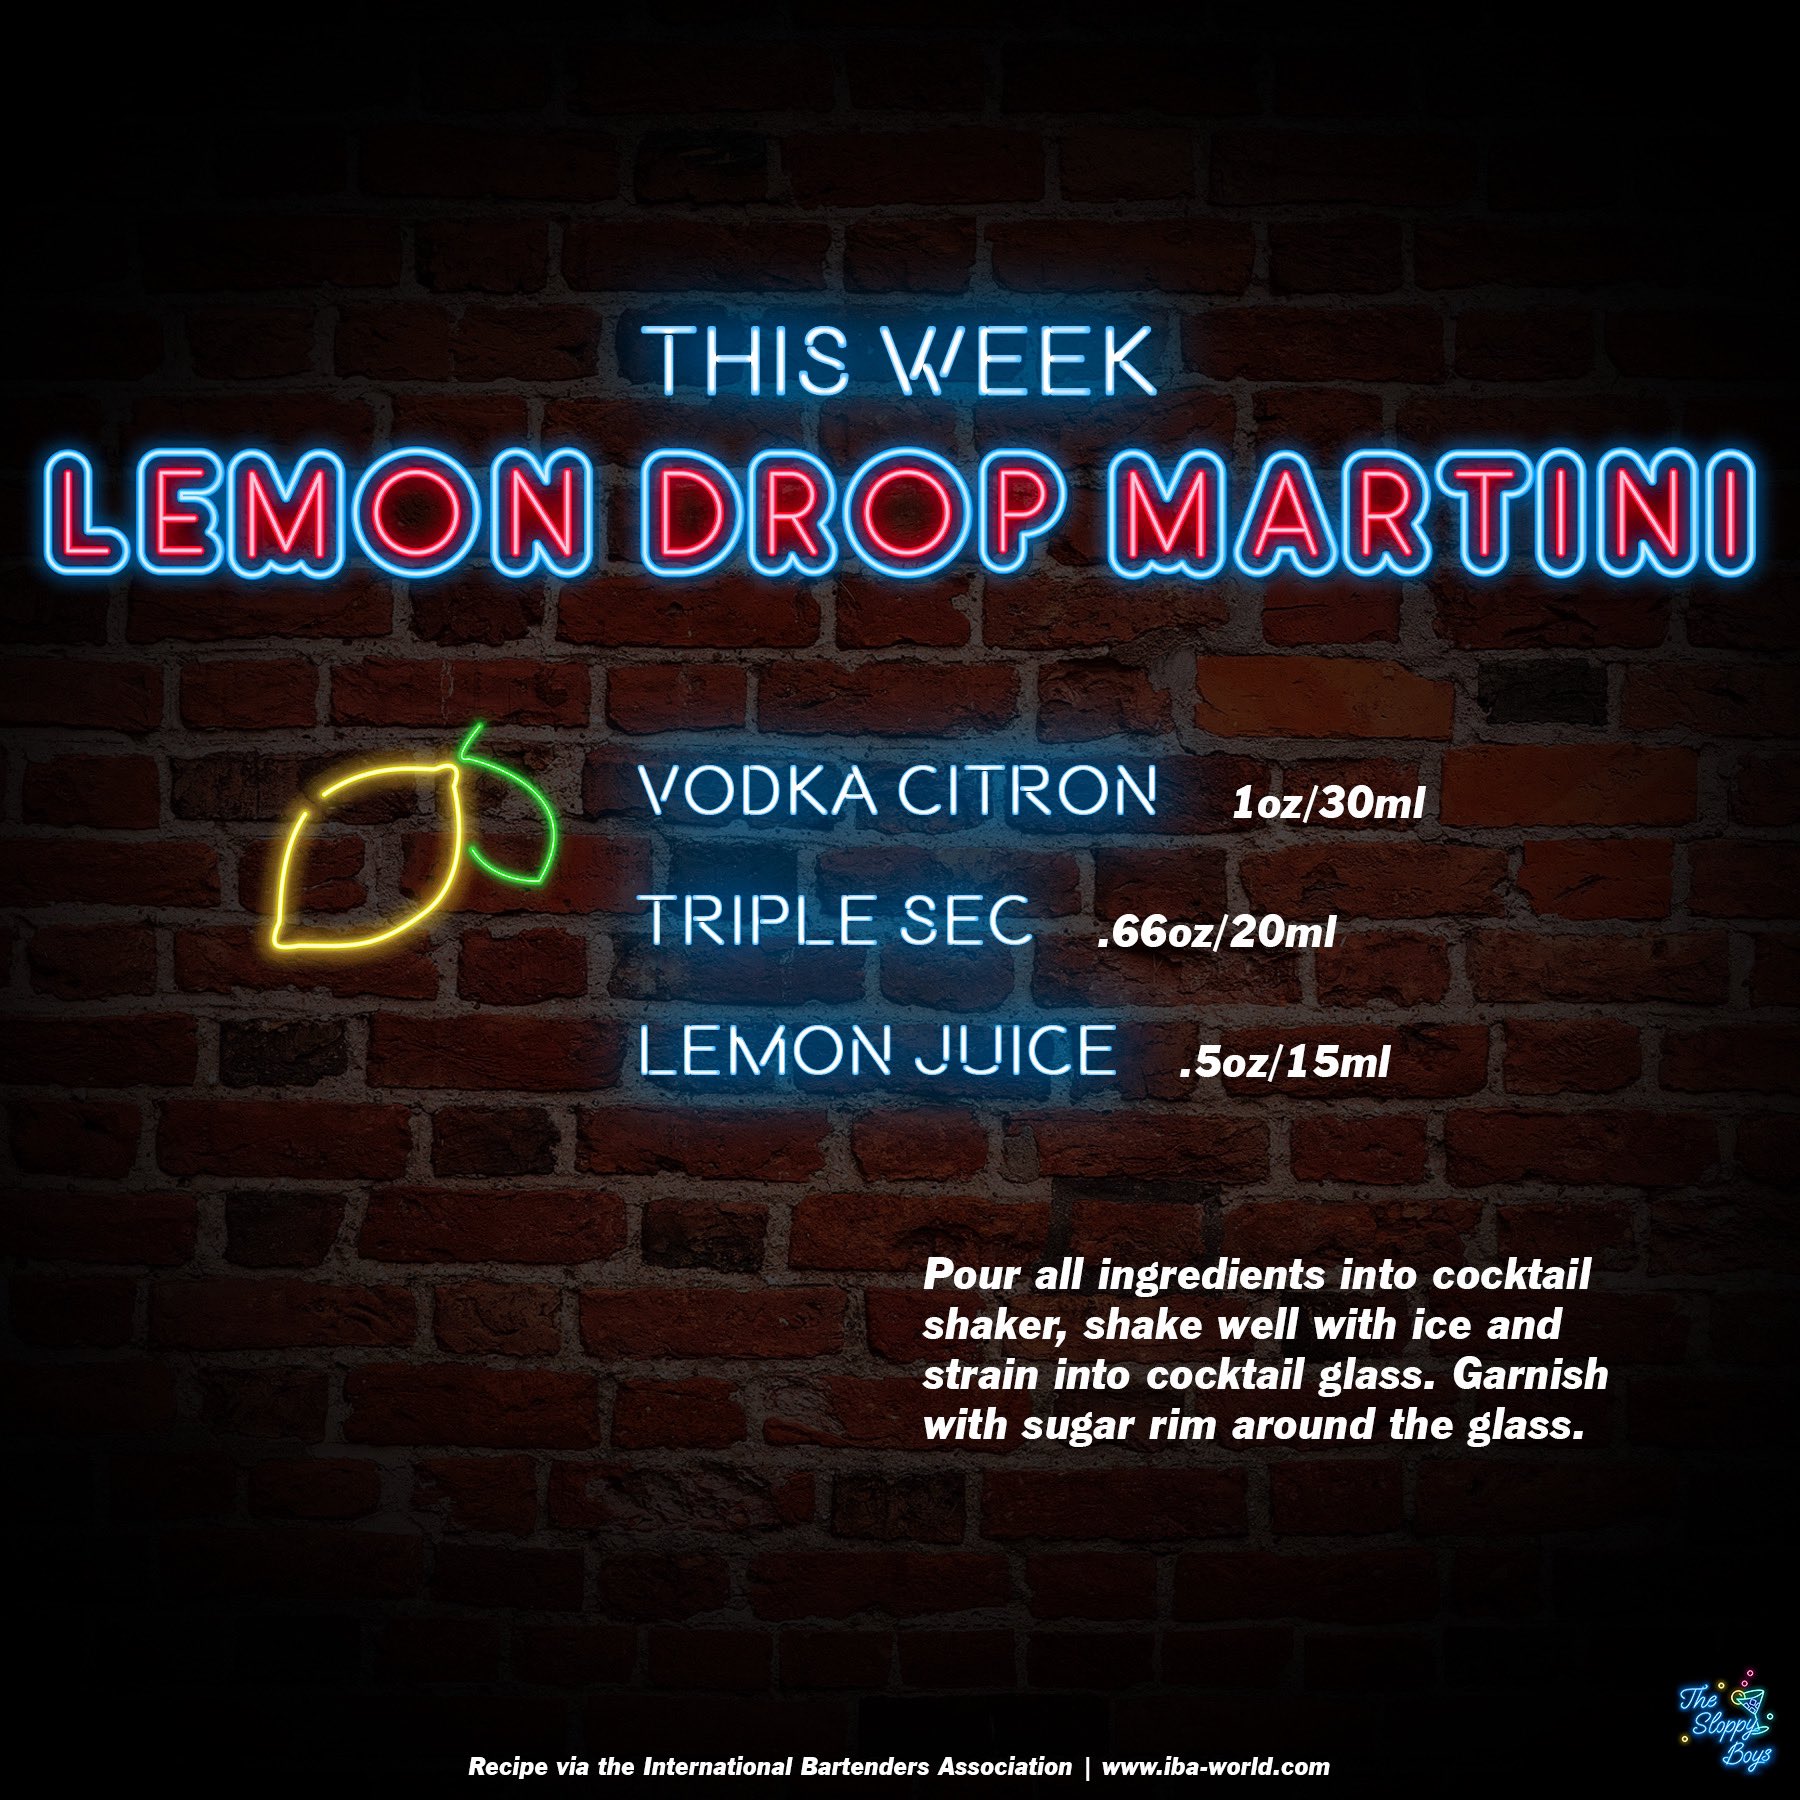 THIS WEEK
LEMON DROP MARTINI
VODKA CITRON 1oz/30ml
TRIPLE SEC .66oz/20ml
LEMON JUICE .5oz/15ml
Pour all ingredients into cocktail
shaker, shake well with ice and
strain into cocktail glass. Garnish
with sugar rim around the glass.
The
Sloppy
Boys
Recipe via the International Bartenders Association | www.iba-world.com